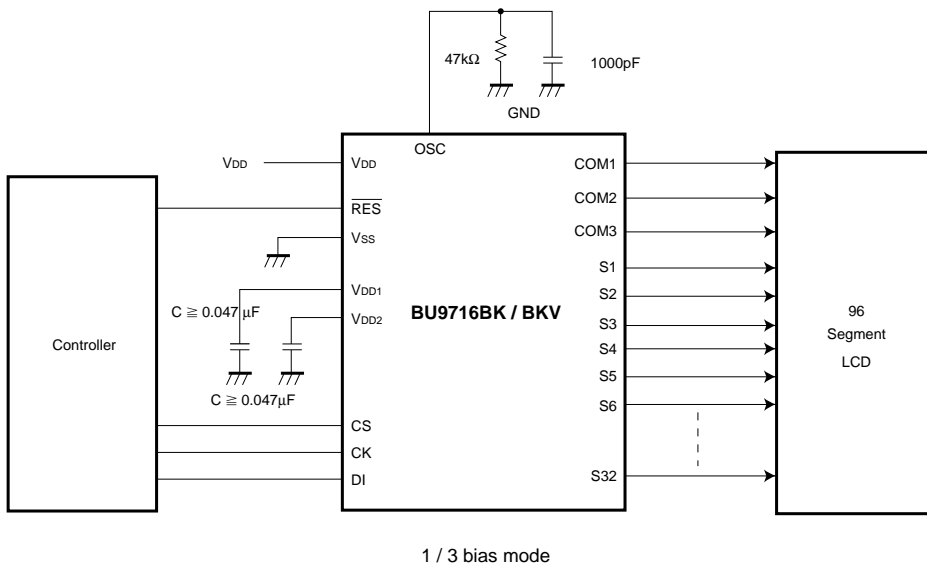 47kΩ
1000pF
GND
OSC
VDD
VDD
RES
VSS
VDD1
VDD2
C ≧ 0.047 μF
C ≧ 0.047μF
CS
CK
DI
Controller
BU9716BK / BKV
COM1
COM2
COM3
S1
S2
S3
S4
S5
S6
S32
96
Segment
LCD
1 / 3 bias mode